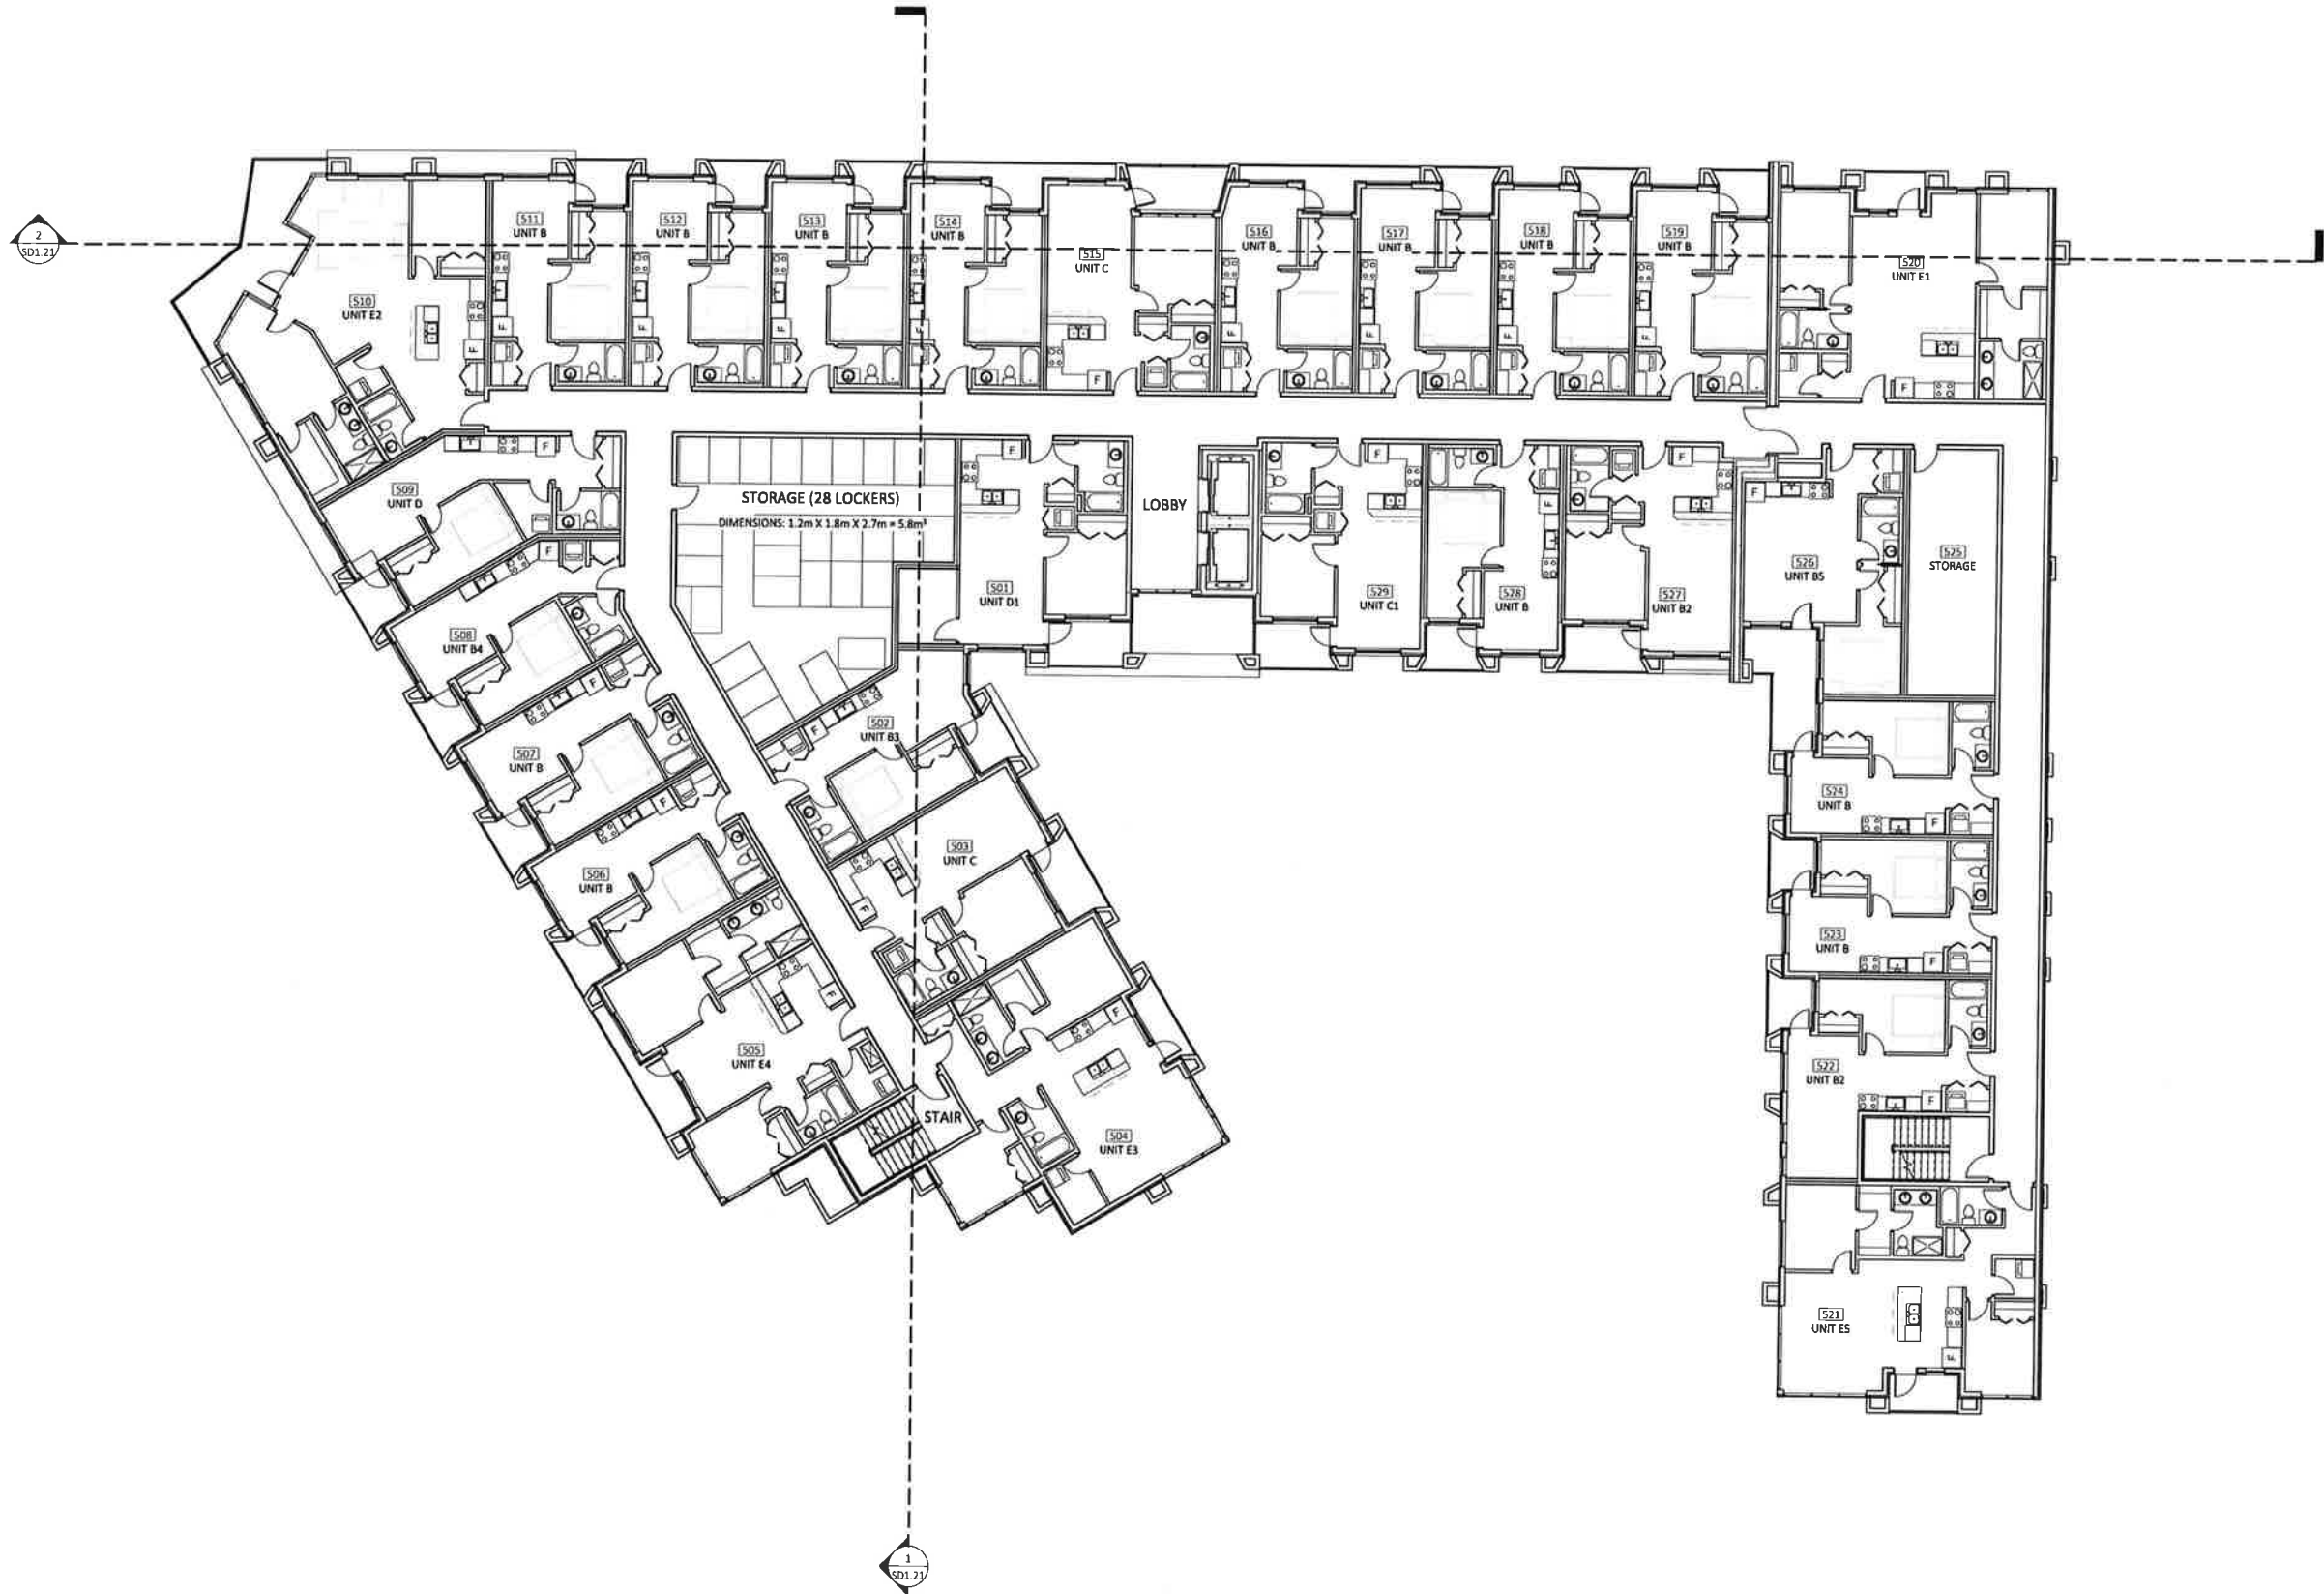 2
SD1.21
511
UNIT B
512
UNIT B
513
UNIT B
514
UNIT B
515
UNIT C
516
UNIT B
517
UNIT B
518
UNIT B
519
UNIT B
520
UNIT E1
510
UNIT E2
F
F
F
F
F
F
F
F
F
F
F
509
UNIT D
F
STORAGE (28 LOCKERS)
DIMENSIONS: 1.2m X 1.8m X 2.7m = 5.8m³
F
501
UNIT D1
LOBBY
F
529
UNIT C1
F
528
UNIT B
F
527
UNIT B2
F
526
UNIT B5
525
STORAGE
F
508
UNIT B4
F
507
UNIT B
F
506
UNIT B
F
502
UNIT B3
F
503
UNIT C
F
505
UNIT E4
F
504
UNIT E3
STAIR
524
UNIT B
F
523
UNIT B
F
522
UNIT B2
F
521
UNIT E5
F
1
SD1.21